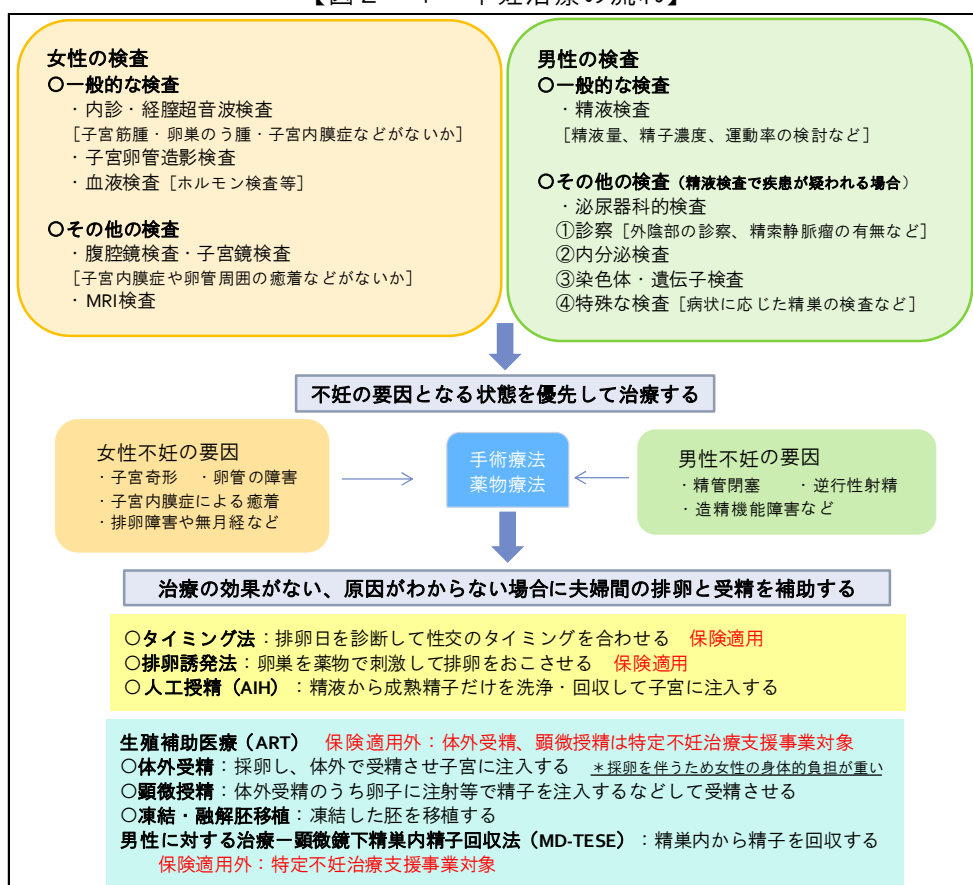 【図２－１ 不妊治療の流れ】
女性の検査
○一般的な検査
・内診・経膣超音波検査
［子宮筋腫・卵巣のう腫・子宮内膜症などがないか］
・子宮卵管造影検査
・血液検査［ホルモン検査等］
○その他の検査
・腹腔鏡検査・子宮鏡検査
［子宮内膜症や卵管周囲の癒着などがないか］
・MRI検査
男性の検査
○一般的な検査
・精液検査
［精液量、精子濃度、運動率の検討など］
○その他の検査（精液検査で疾患が疑われる場合）
・泌尿器科的検査
①診察［外陰部の診察、精索静脈瘤の有無など］
②内分泌検査
③染色体・遺伝子検査
④特殊な検査［病状に応じた精巣の検査など］
不妊の要因となる状態を優先して治療する
女性不妊の要因
・子宮奇形 ・卵管の障害
・子宮内膜症による癒着
・排卵障害や無月経など
手術療法
薬物療法
男性不妊の要因
・精管閉塞 ・逆行性射精
・造精機能障害など
治療の効果がない、原因がわからない場合に夫婦間の排卵と受精を補助する
○タイミング法：排卵日を診断して性交のタイミングを合わせる 保険適用
○排卵誘発法：卵巣を薬物で刺激して排卵をおこさせる 保険適用
○人工授精（AIH）：精液から成熟精子だけを洗浄・回収して子宮に注入する
生殖補助医療（ART） 保険適用外：体外受精、顕微授精は特定不妊治療支援事業対象
○体外受精：採卵し、体外で受精させ子宮に注入する ＊採卵を伴うため女性の身体的負担が重い
○顕微授精：体外受精のうち卵子に注射等で精子を注入するなどして受精させる
○凍結・融解胚移植：凍結した胚を移植する
男性に対する治療ー顕微鏡下精巣内精子回収法（MD-TESE）：精巣内から精子を回収する
保険適用外：特定不妊治療支援事業対象